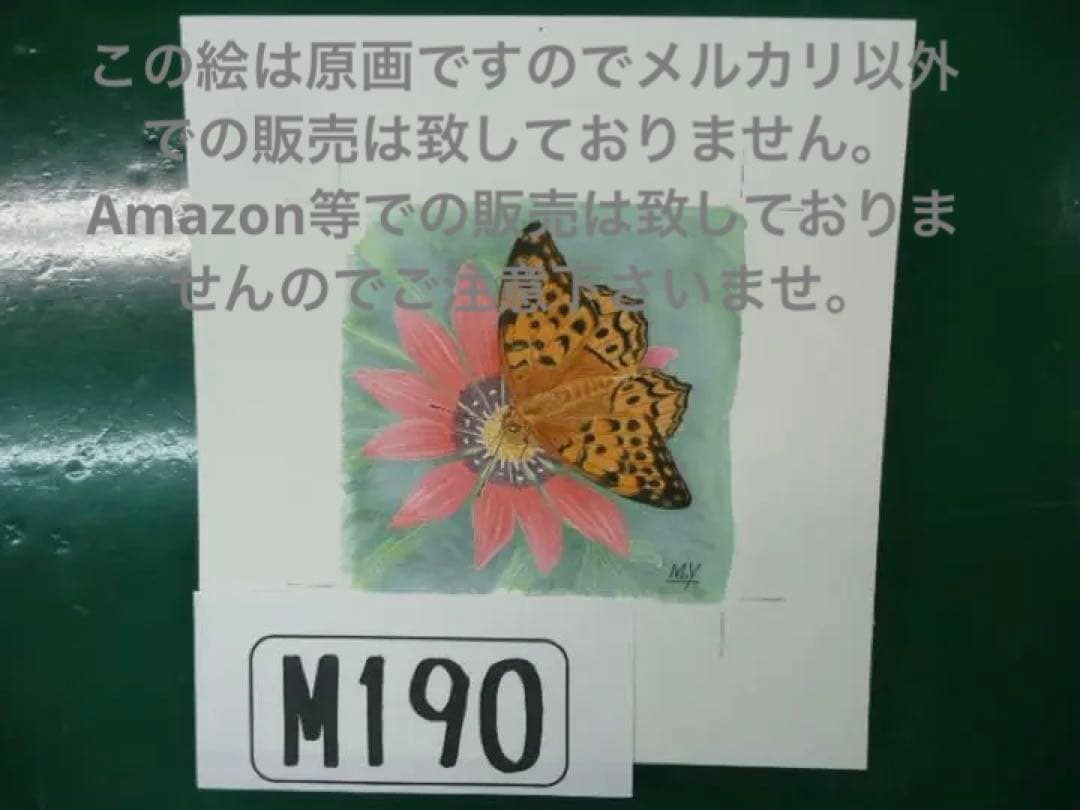 この絵は原画ですのでメルカリ以外
での販売は致しておりません。
Amazon等での販売は致しておりま
せんのでご注意下さいませ。
M.Y
M190